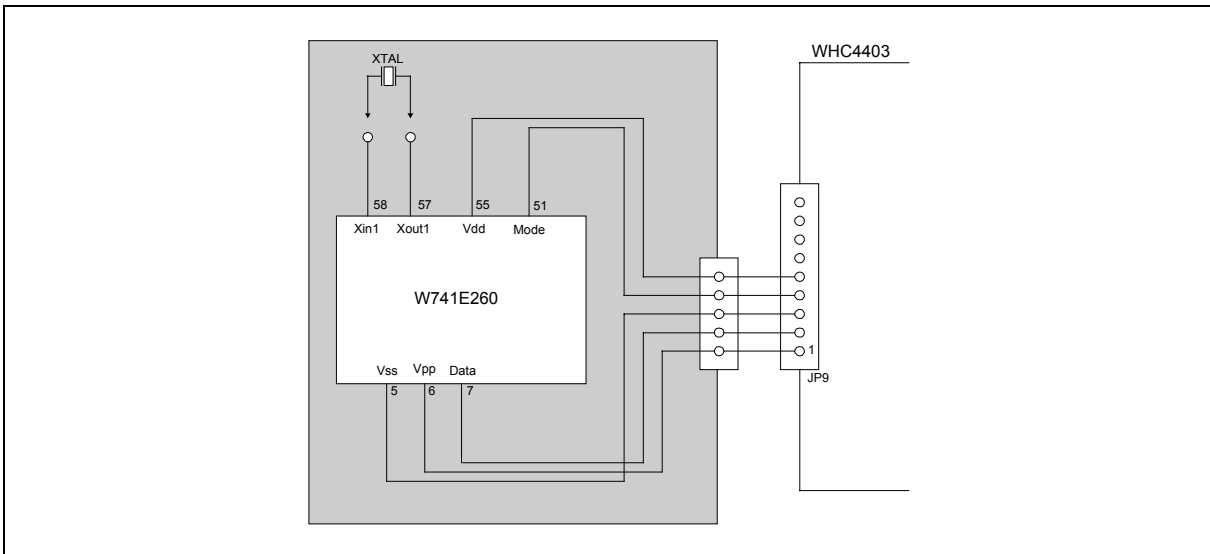 WHC4403
XTAL
58 57 55 51
Xin1 Xout1 Vdd Mode
W741E260
Vss Vpp Data
5 6 7
1
JP9